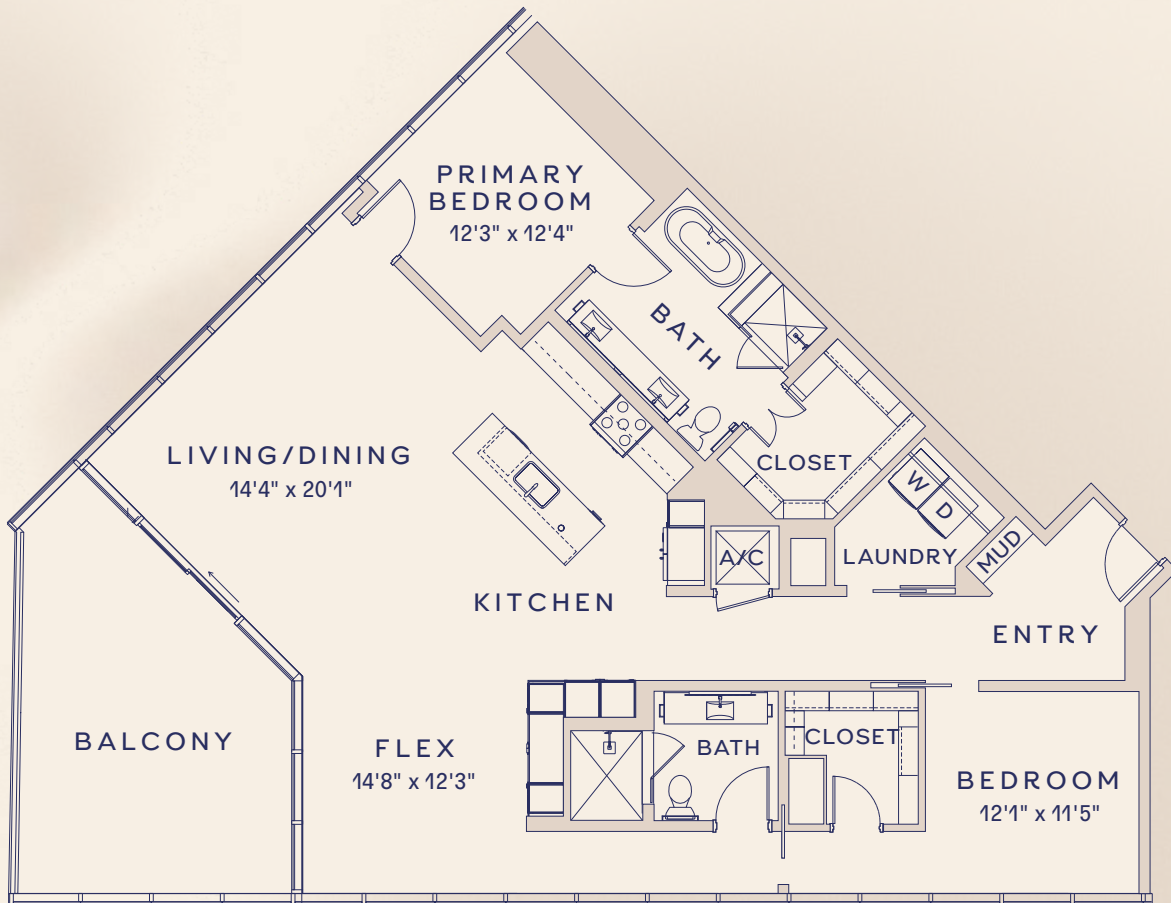 PRIMARY
BEDROOM
12'3" x 12'4"
BATH
LIVING/DINING
14'4" x 20'1"
CLOSET
W
D
A/C
LAUNDRY
MUD
KITCHEN
ENTRY
BALCONY
FLEX
14'8" x 12'3"
BATH
CLOSET
BEDROOM
12'1" x 11'5"